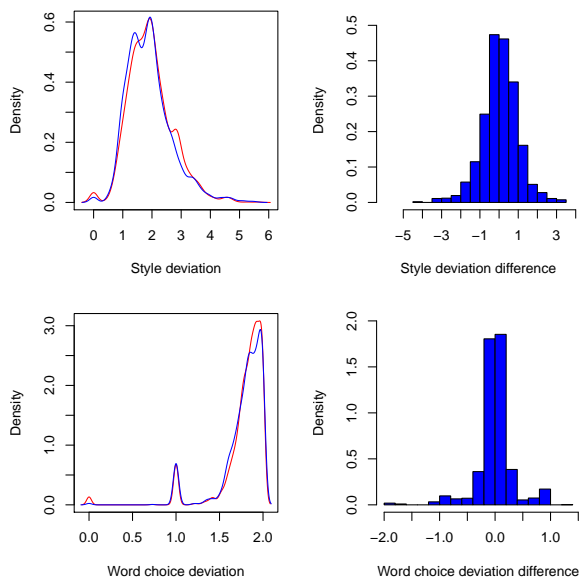 Density
0.0 0.2 0.4 0.6
0 1 2 3 4 5 6
Style deviation
Density
0.0 0.1 0.2 0.3 0.4 0.5
−5 −3 −1 1 3
Style deviation difference
Density
0.0 1.0 2.0 3.0
0.0 0.5 1.0 1.5 2.0
Word choice deviation
Density
0.0 0.5 1.0 1.5 2.0
−2.0 −1.0 0.0 1.0
Word choice deviation difference